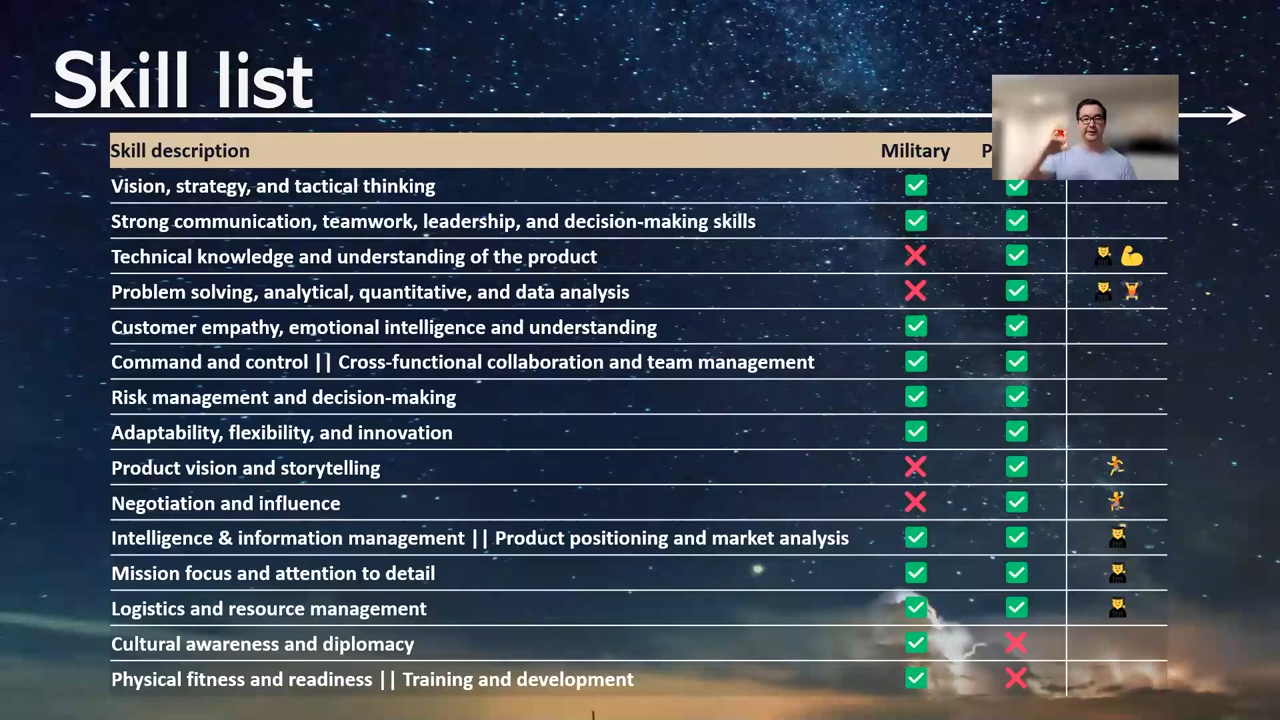 Skill list
Skill description Military
Vision, strategy, and tactical thinking
Strong communication, teamwork, leadership, and decision-making skills
Technical knowledge and understanding of the product
Problem solving, analytical, quantitative, and data analysis
Customer empathy, emotional intelligence and understanding
Command and control || Cross-functional collaboration and team management
Risk management and decision-making
Adaptability, flexibility, and innovation
Product vision and storytelling
Negotiation and influence
Intelligence & information management || Product positioning and market analysis
Mission focus and attention to detail
Logistics and resource management
Cultural awareness and diplomacy
Physical fitness and readiness || Training and development